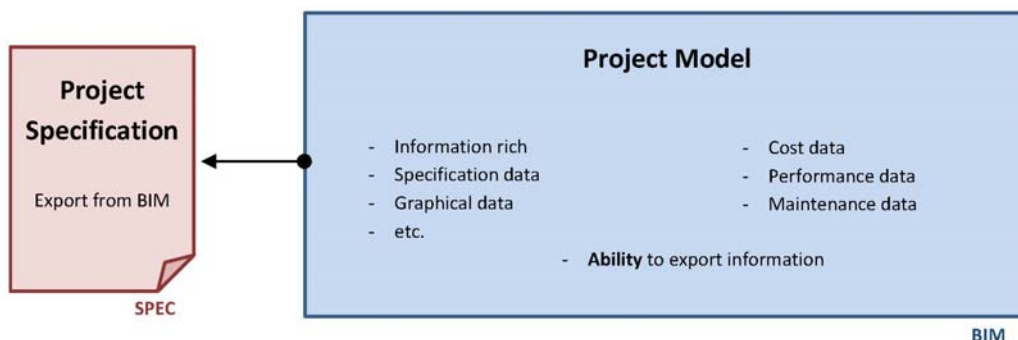 Project
Specification
Export from BIM
SPEC
Project Model
- Information rich
- Specification data
- Graphical data
- etc.
- Cost data
- Performance data
- Maintenance data
- Ability to export information
BIM